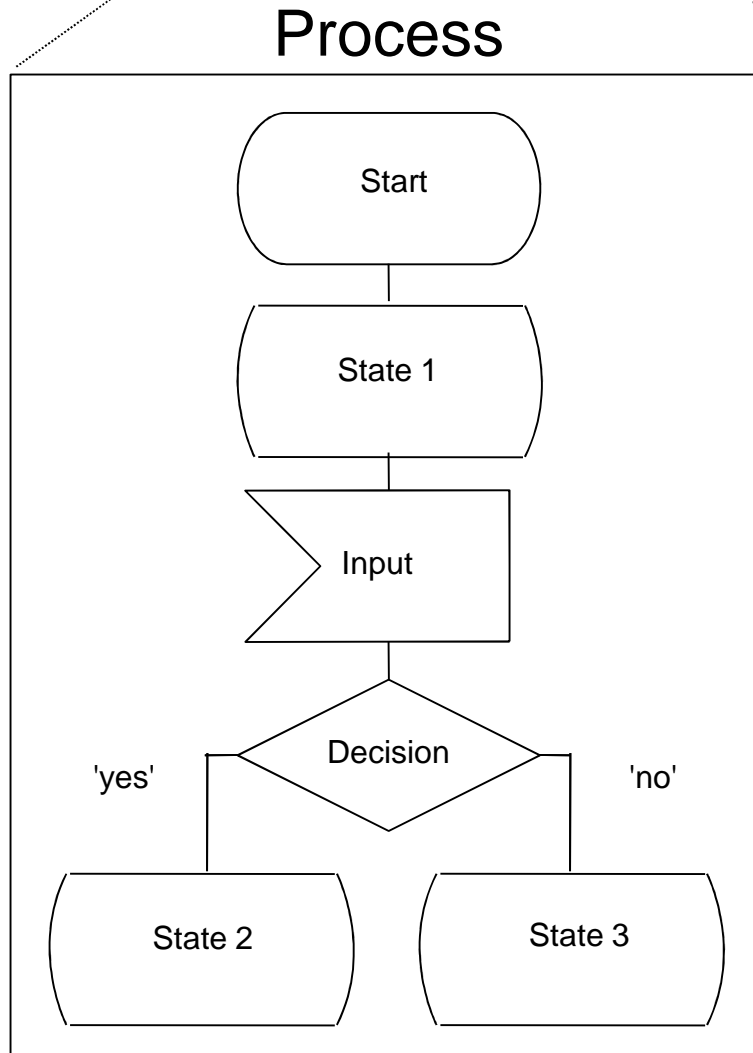 Process
Start
State 1
Input
Decision
'yes'
'no'
State 2
State 3